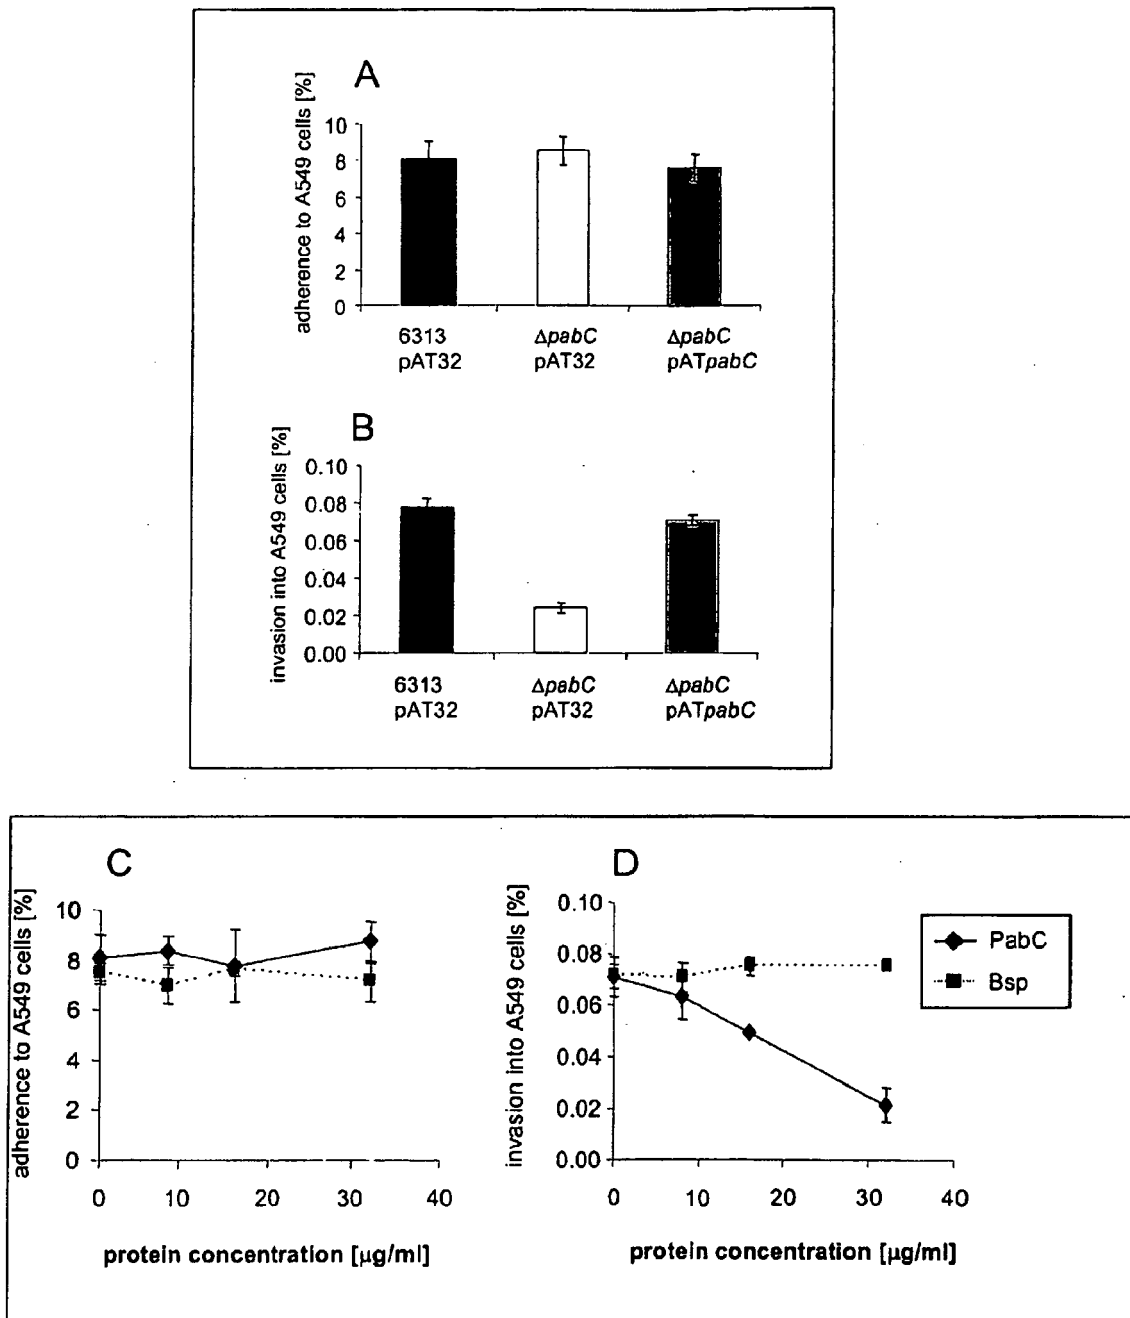 A
adherence to A549 cells [%]
10
8
6
4
2
0
6313
pAT32
ΔpabC
pAT32
ΔpabC
pATpabC
B
invasion into A549 cells [%]
0.10
0.08
0.06
0.04
0.02
0.00
6313
pAT32
ΔpabC
pAT32
ΔpabC
pATpabC
C
adherence to A549 cells [%]
10
8
6
4
2
0
0 10 20 30 40
protein concentration [µg/ml]
D
invasion into A549 cells [%]
0.10
0.08
0.06
0.04
0.02
0.00
0 10 20 30 40
protein concentration [µg/ml]
PabC
Bsp